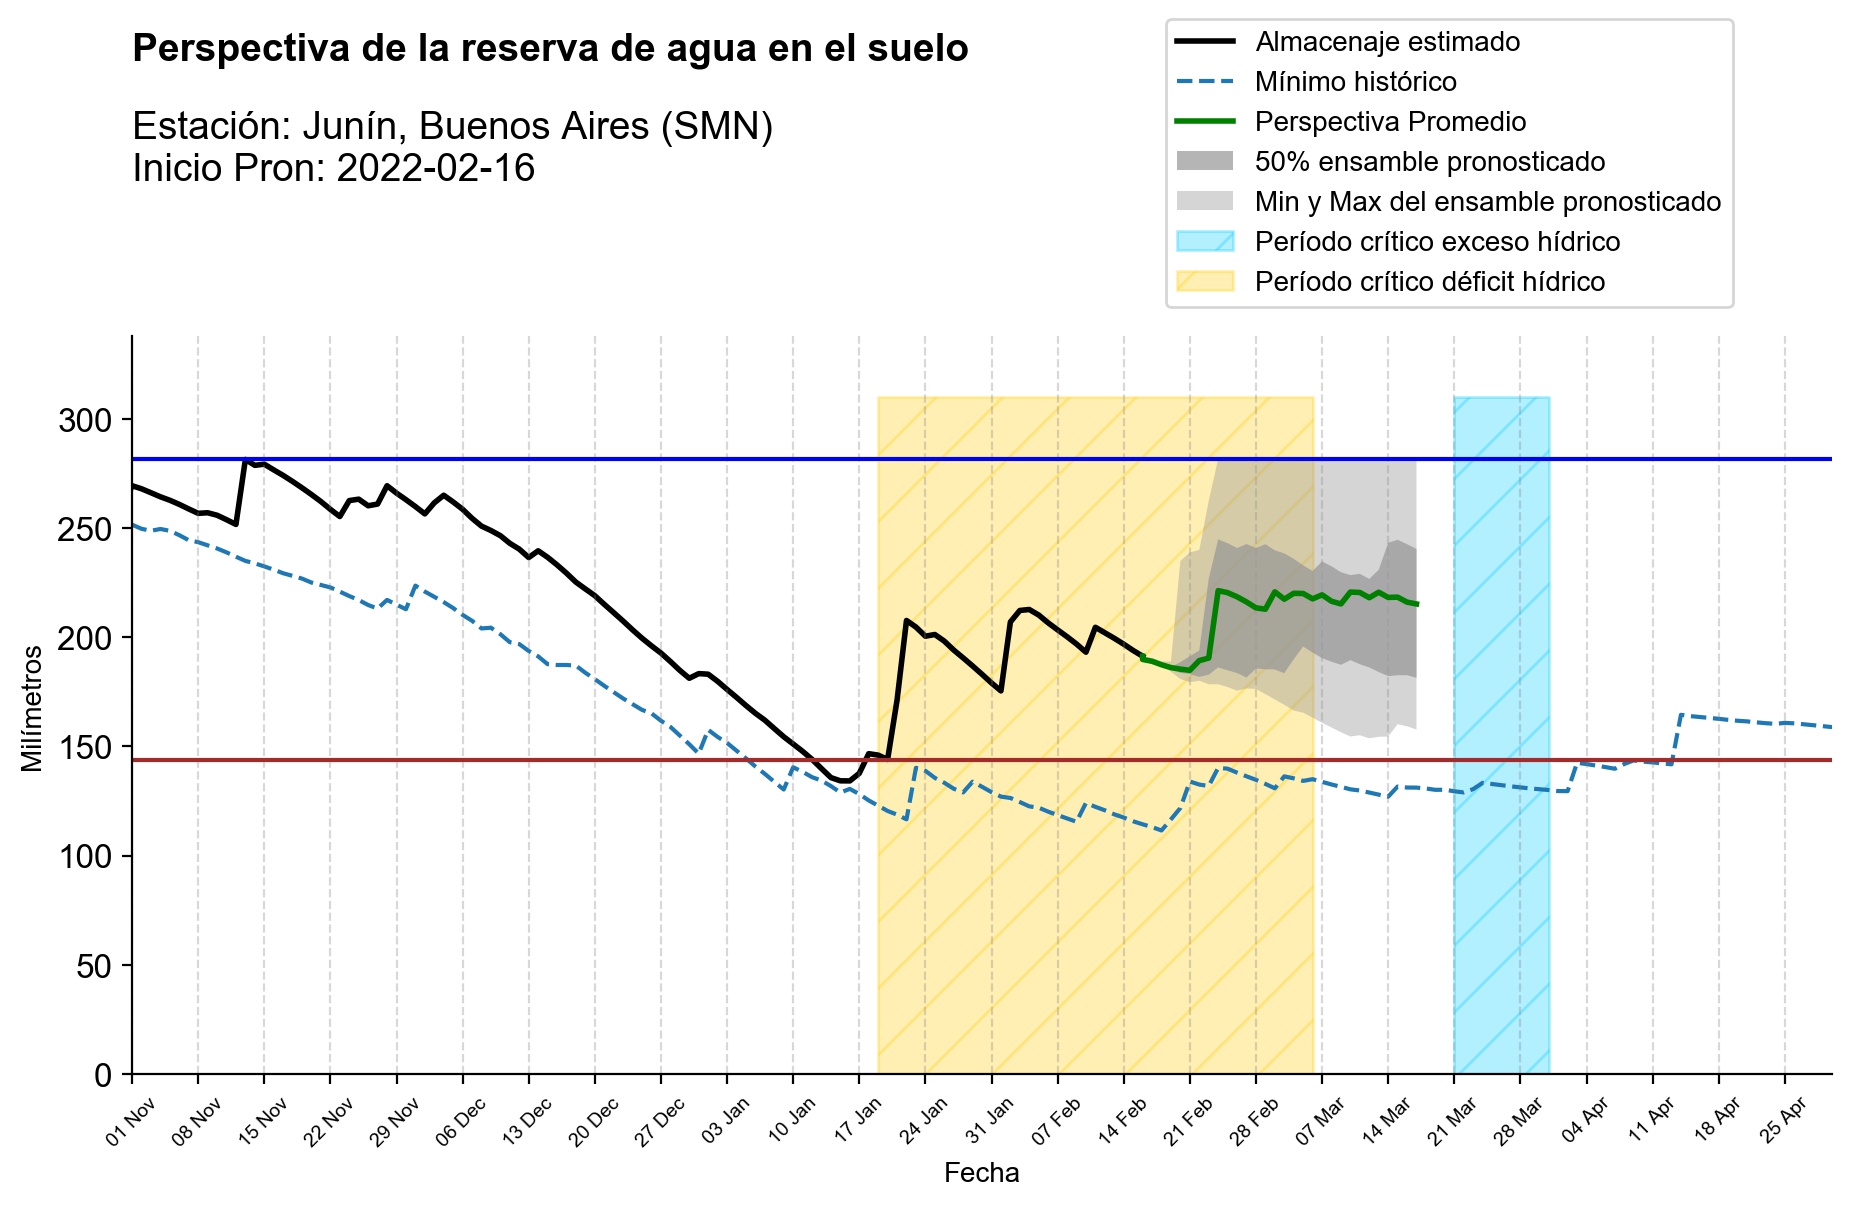 Perspectiva de la reserva de agua en el suelo
Estación: Junín, Buenos Aires (SMN)
Inicio Pron: 2022-02-16
Almacenaje estimado
Mínimo histórico
Perspectiva Promedio
50% ensamble pronosticado
Min y Max del ensamble pronosticado
Período crítico exceso hídrico
Período crítico déficit hídrico
Milímetros
300
250
200
150
100
50
0
01 Nov
08 Nov
15 Nov
22 Nov
29 Nov
06 Dec
13 Dec
20 Dec
27 Dec
03 Jan
10 Jan
17 Jan
24 Jan
31 Jan
07 Feb
14 Feb
21 Feb
28 Feb
07 Mar
14 Mar
21 Mar
28 Mar
04 Apr
11 Apr
18 Apr
25 Apr
Fecha